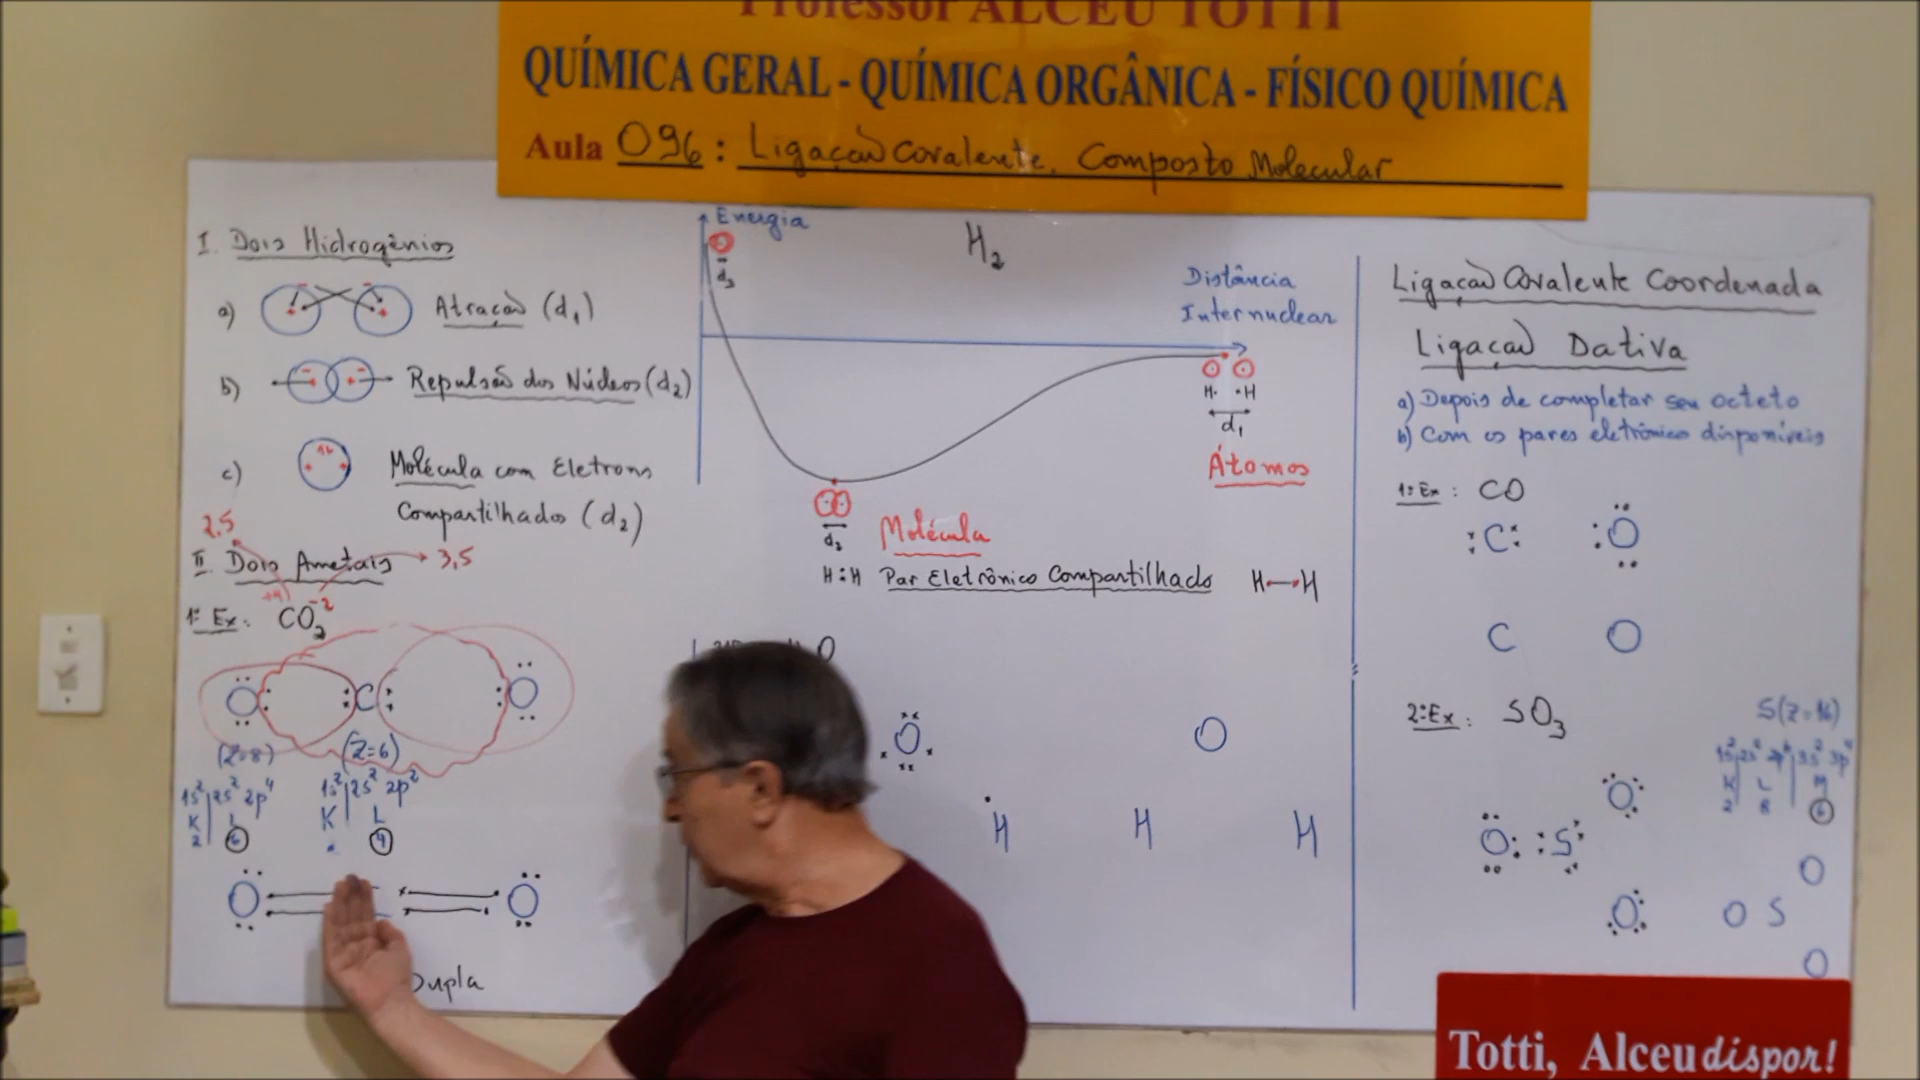 Professor ALCEU TOTTI
QUÍMICA GERAL - QUÍMICA ORGÂNICA - FÍSICO QUÍMICA
Aula 096 : Ligação Covalente. Composto Molecular
I. Dois Hidrogênios
a) Atração (d₁)
b) Repulsão dos Núcleos (d₂)
c) Molécula com Eletrons
Compartilhados (d₂)
2,5
II. Dois Ametais 3,5
+4 -2
1º Ex: CO₂
O C O
(Z=8) (Z=6)
1s² 2s² 2p⁴ 1s² 2s² 2p²
K L K L
2 6 4
O O
Dupla
Energia
H₂
d₃
Distância
Internuclear
H· ·H
d₁
Átomos
d₂
Molécula
H:H Par Eletrônico Compartilhado H—H
O
O O
H H H
Ligação Covalente Coordenada
Ligação Dativa
a) Depois de completar seu octeto
b) Com os pares eletrônicos disponíveis
1º Ex: CO
C O
C O
2º Ex: SO₃
S(Z=16)
1s² 2s² 2p⁶ 3s² 3p⁴
K L M
2 8 6
O
O S
O
O
O S
O
Totti, Alceu dispor!